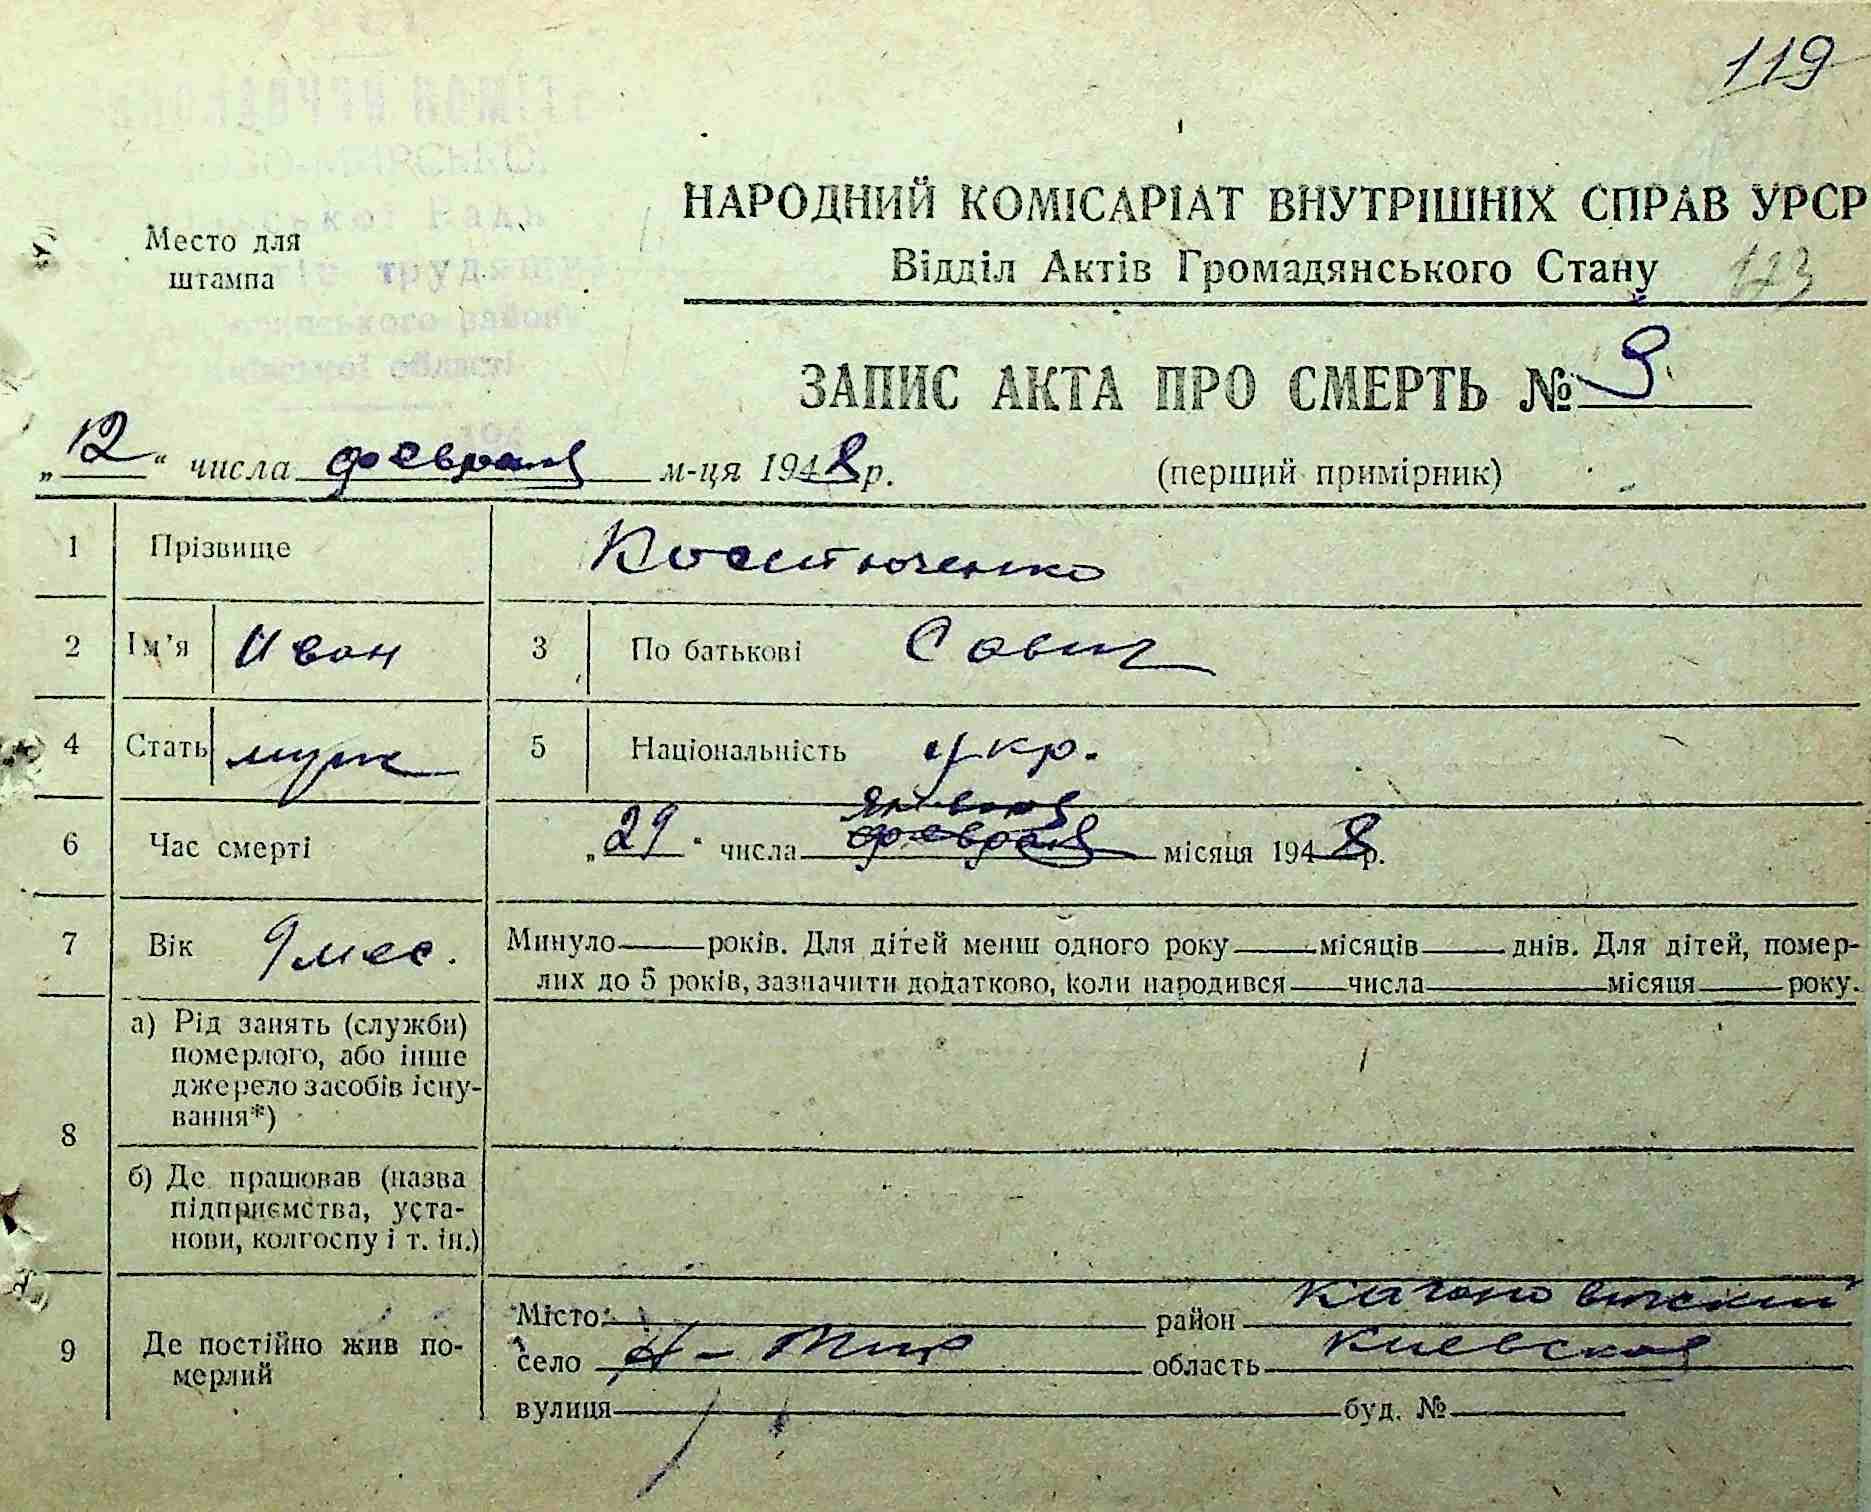 119
Место для
штампа
НАРОДНИЙ КОМІСАРІАТ ВНУТРІШНІХ СПРАВ УРСР
Відділ Актів Громадянського Стану 123
ЗАПИС АКТА ПРО СМЕРТЬ № 9
„12“ числа февраля м-ця 1948 р.
(перший примірник)
1 Прізвище Костюченко
2 Ім'я Иван 3 По батькові Савич
4 Стать муж 5 Національність укр.
января
6 Час смерті „29“ числа февраля місяця 1948 р.
7 Вік 9 мес. Минуло років. Для дітей менш одного року місяців днів. Для дітей, помер-
лих до 5 років, зазначити додатково, коли народився числа місяця року.
8 а) Рід занять (служби)
померлого, або інше
джерело засобів існу-
вання*)
б) Де працював (назва
підприємства, уста-
нови, колгоспу і т. ін.)
9 Де постійно жив по-
мерлий
Місто район Кагановичский
село Н-Мир область Киевская
вулиця буд. №